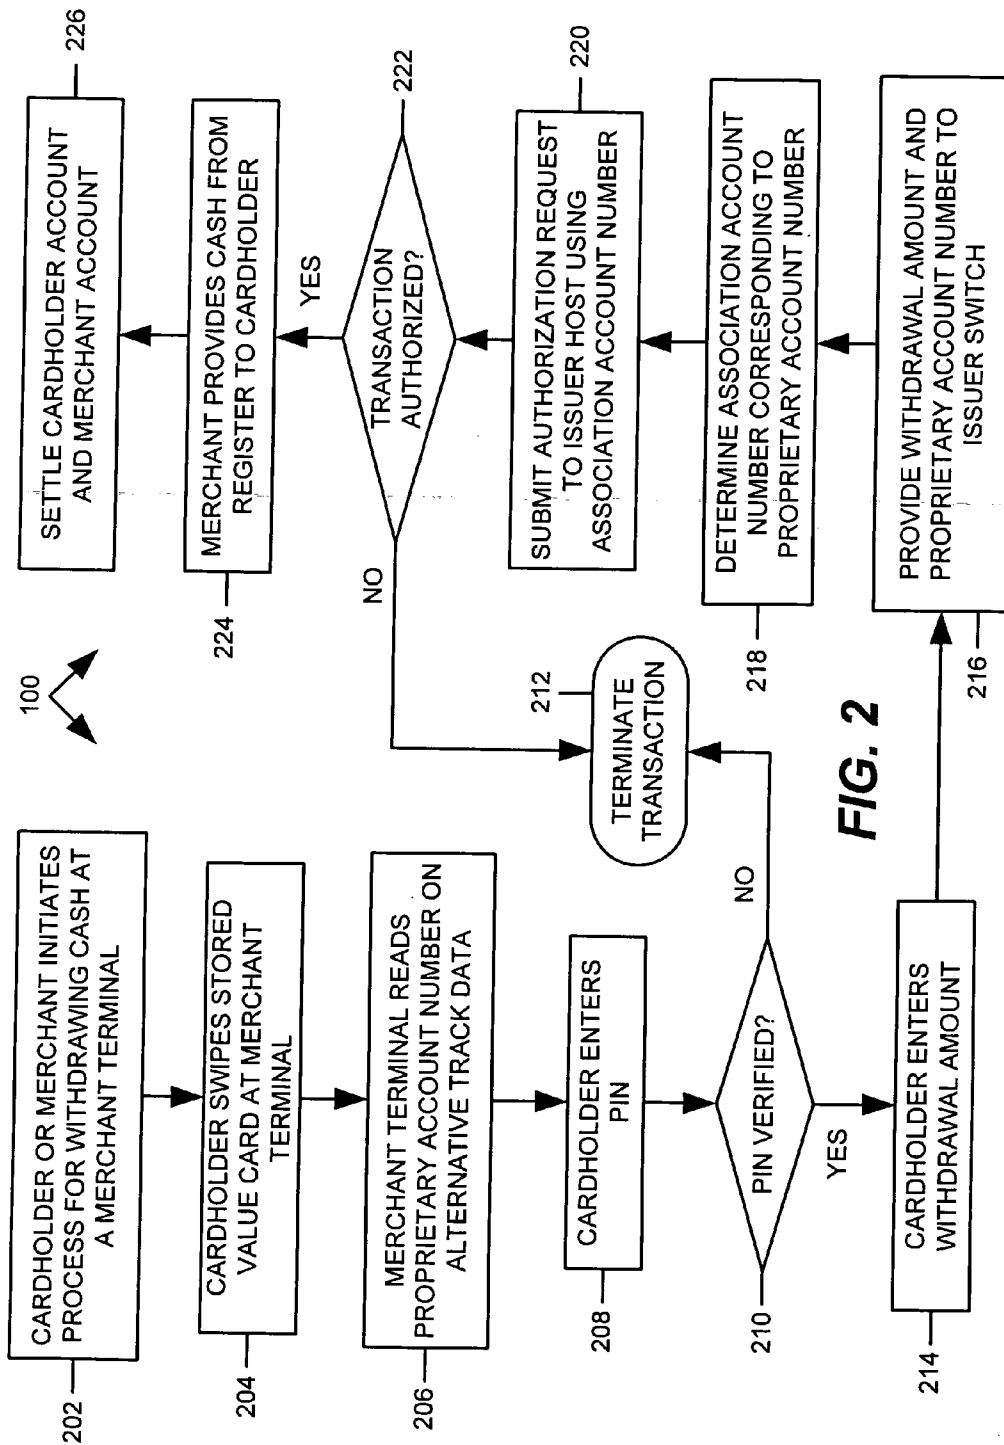 100
CARDHOLDER OR MERCHANT INITIATES
PROCESS FOR WITHDRAWING CASH AT
A MERCHANT TERMINAL
202
CARDHOLDER SWIPES STORED
VALUE CARD AT MERCHANT
TERMINAL
204
MERCHANT TERMINAL READS
PROPRIETARY ACCOUNT NUMBER ON
ALTERNATIVE TRACK DATA
206
CARDHOLDER ENTERS
PIN
208
PIN VERIFIED?
210
NO
YES
TERMINATE
TRANSACTION
212
CARDHOLDER ENTERS
WITHDRAWAL AMOUNT
214
PROVIDE WITHDRAWAL AMOUNT AND
PROPRIETARY ACCOUNT NUMBER TO
ISSUER SWITCH
216
DETERMINE ASSOCIATION ACCOUNT
NUMBER CORRESPONDING TO
PROPRIETARY ACCOUNT NUMBER
218
SUBMIT AUTHORIZATION REQUEST
TO ISSUER HOST USING
ASSOCIATION ACCOUNT NUMBER
220
TRANSACTION
AUTHORIZED?
222
NO
YES
MERCHANT PROVIDES CASH FROM
REGISTER TO CARDHOLDER
224
SETTLE CARDHOLDER ACCOUNT
AND MERCHANT ACCOUNT
226
FIG. 2